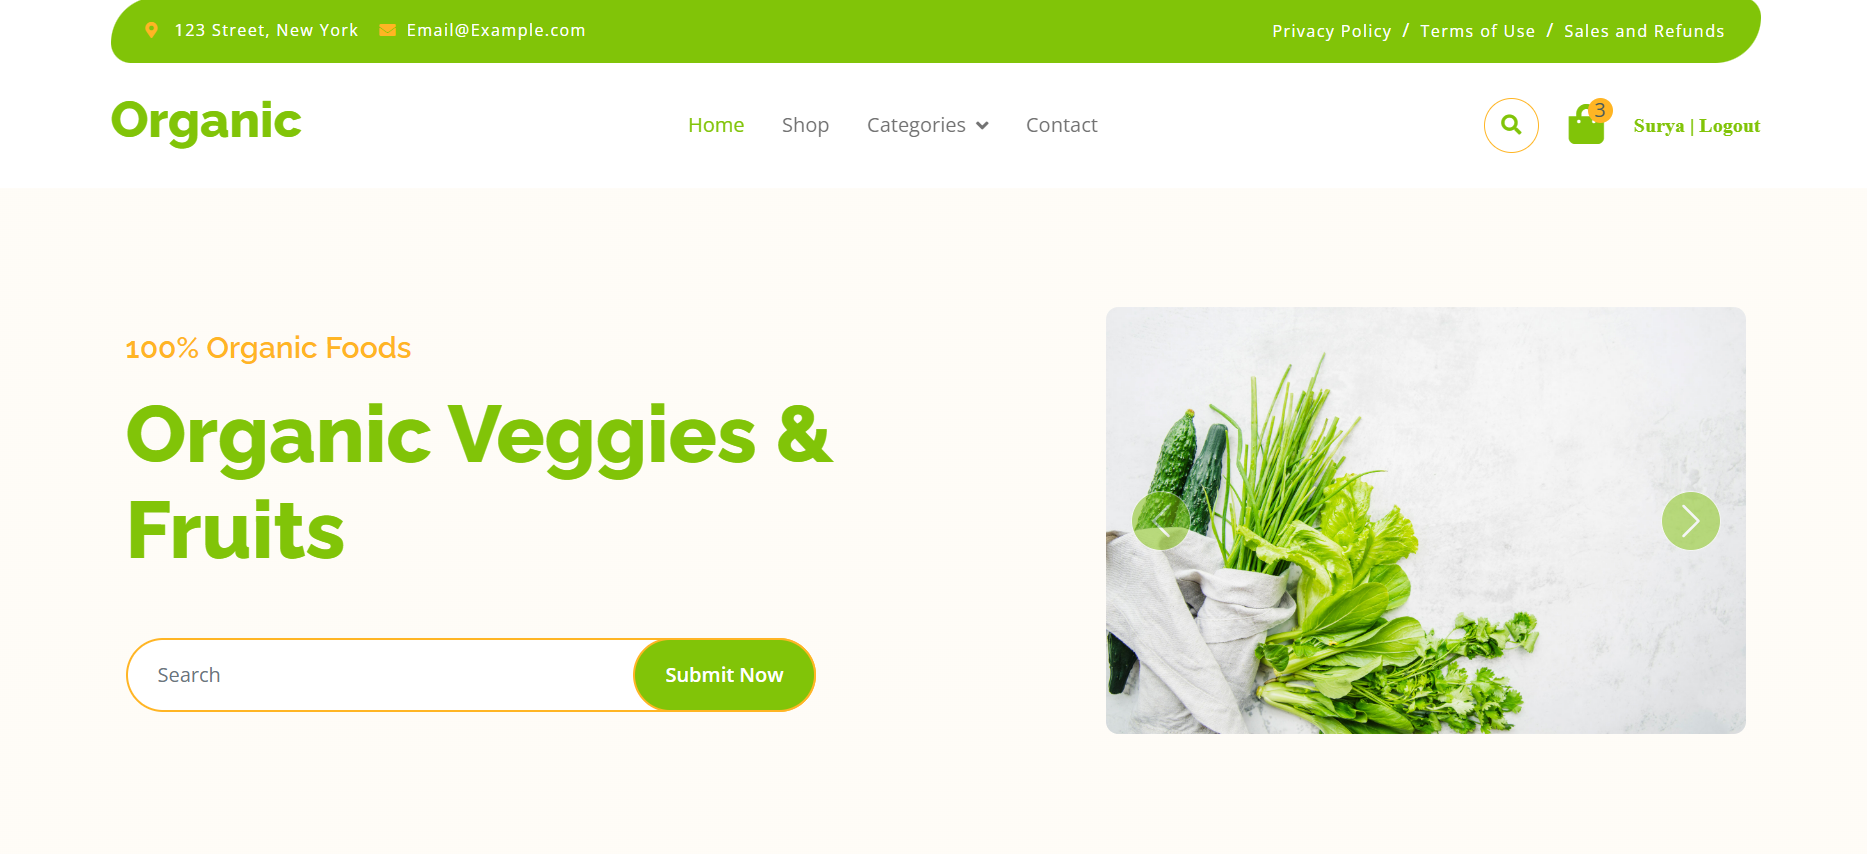 123 Street, New York Email@Example.com Privacy Policy / Terms of Use / Sales and Refunds
Organic Home Shop Categories Contact 3 Surya | Logout
100% Organic Foods
Organic Veggies &
Fruits
Search Submit Now